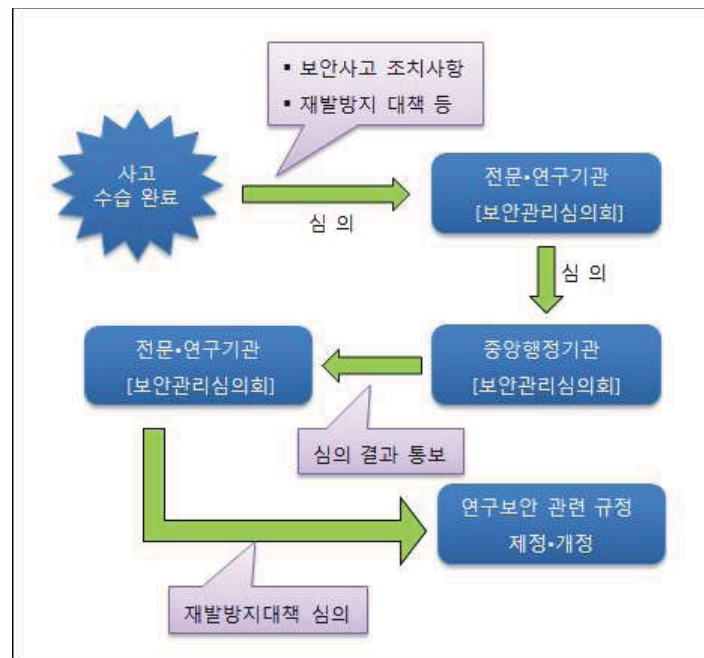 ▪ 보안사고 조치사항
▪ 재발방지 대책 등
사고
수습 완료
심 의
전문•연구기관
[보안관리심의회]
심 의
중앙행정기관
[보안관리심의회]
전문•연구기관
[보안관리심의회]
심의 결과 통보
연구보안 관련 규정
제정•개정
재발방지대책 심의